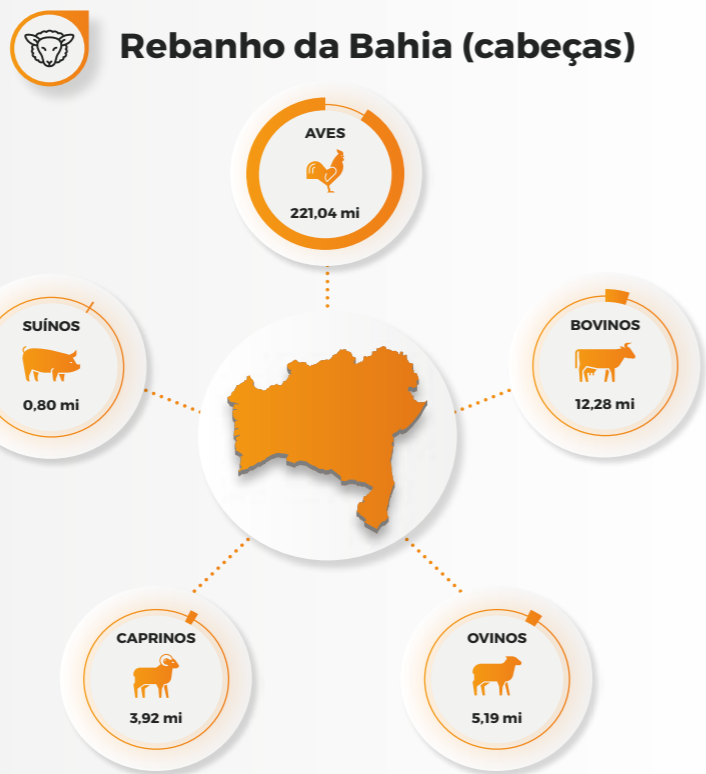 Rebanho da Bahia (cabeças)
AVES
221,04 mi
SUÍNOS
0,80 mi
BOVINOS
12,28 mi
CAPRINOS
3,92 mi
OVINOS
5,19 mi